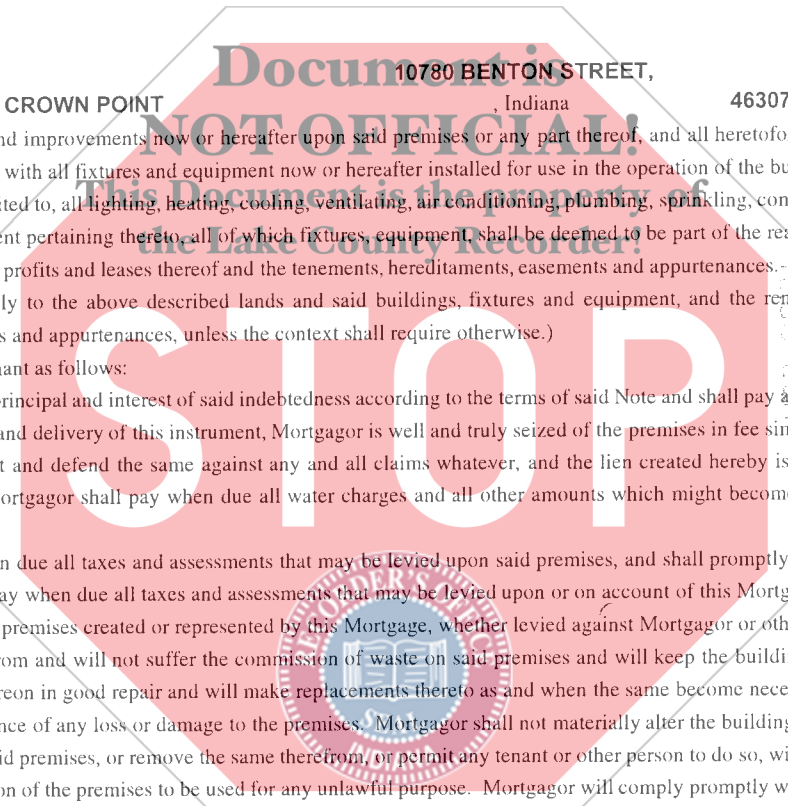 Document is
10780 BENTON STREET,
CROWN POINT , Indiana 46307
NOT OFFICIAL!
nd improvements now or hereafter upon said premises or any part thereof, and all heretofo
with all fixtures and equipment now or hereafter installed for use in the operation of the bu
This Document is the property of
ted to, all lighting, heating, cooling, ventilating, air conditioning, plumbing, sprinkling, com
the Lake County Recorder!
ent pertaining thereto, all of which fixtures, equipment, shall be deemed to be part of the rea
profits and leases thereof and the tenements, hereditaments, easements and appurtenances.
ly to the above described lands and said buildings, fixtures and equipment, and the ren
s and appurtenances, unless the context shall require otherwise.)
nant as follows:
STOP
rincipal and interest of said indebtedness according to the terms of said Note and shall pay a
and delivery of this instrument, Mortgagor is well and truly seized of the premises in fee sim
t and defend the same against any and all claims whatever, and the lien created hereby is
ortgagor shall pay when due all water charges and all other amounts which might become
n due all taxes and assessments that may be levied upon said premises, and shall promptly
ay when due all taxes and assessments that may be levied upon or on account of this Mortg
premises created or represented by this Mortgage, whether levied against Mortgagor or oth
rom and will not suffer the commission of waste on said premises and will keep the buildi
reon in good repair and will make replacements thereto as and when the same become nece
nce of any loss or damage to the premises. Mortgagor shall not materially alter the building
id premises, or remove the same therefrom, or permit any tenant or other person to do so, wi
on of the premises to be used for any unlawful purpose. Mortgagor will comply promptly w
RECORDER'S OFFIC
SEAL
INDIANA